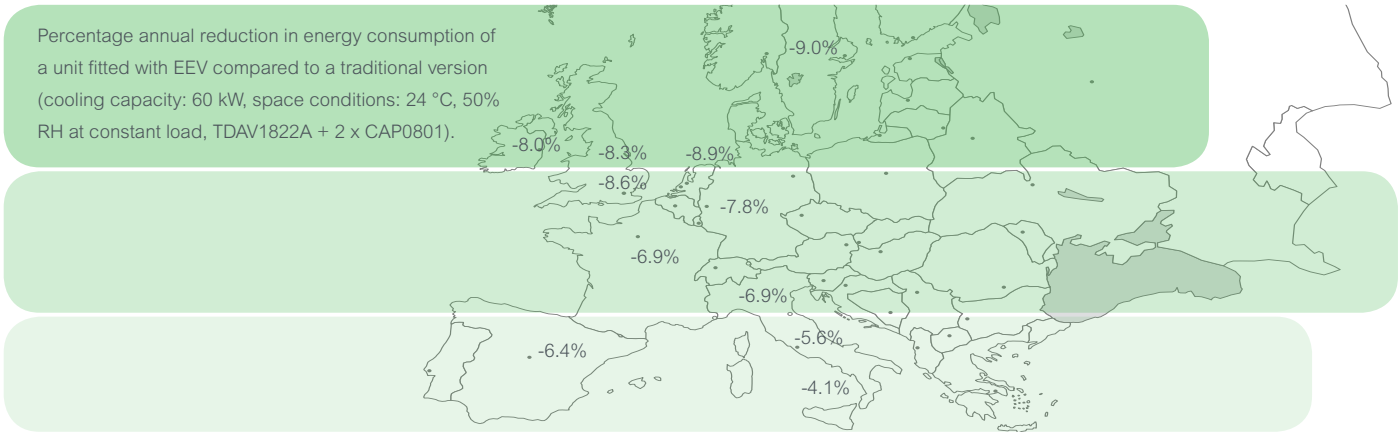 Percentage annual reduction in energy consumption of
a unit fitted with EEV compared to a traditional version
(cooling capacity: 60 kW, space conditions: 24 °C, 50%
RH at constant load, TDAV1822A + 2 x CAP0801).
-9.0%
-8.0%
-8.3%
-8.9%
-8.6%
-7.8%
-6.9%
-6.9%
-5.6%
-6.4%
-4.1%